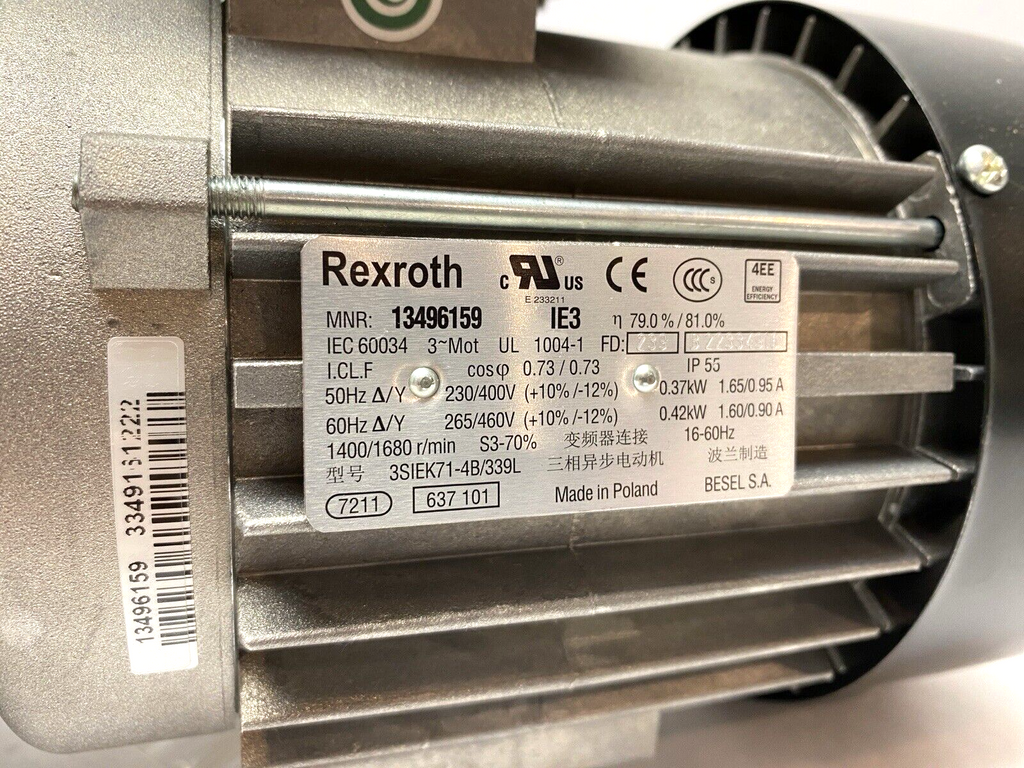 Rexroth c RU® US CE CCC S 4EE
E 233211 ENERGY
EFFICIENCY
MNR: 13496159 IE3 η 79.0 % / 81.0%
IEC 60034 3~Mot UL 1004-1 FD:
I.CL.F cosφ 0.73 / 0.73 IP 55
50Hz Δ/Y 230/400V (+10% /-12%) 0.37kW 1.65/0.95 A
60Hz Δ/Y 265/460V (+10% /-12%) 0.42kW 1.60/0.90 A
1400/1680 r/min S3-70% 变频器连接 16-60Hz
型号 3SIEK71-4B/339L 三相异步电动机 波兰制造
7211 637 101 Made in Poland BESEL S.A.
13496159 334916122